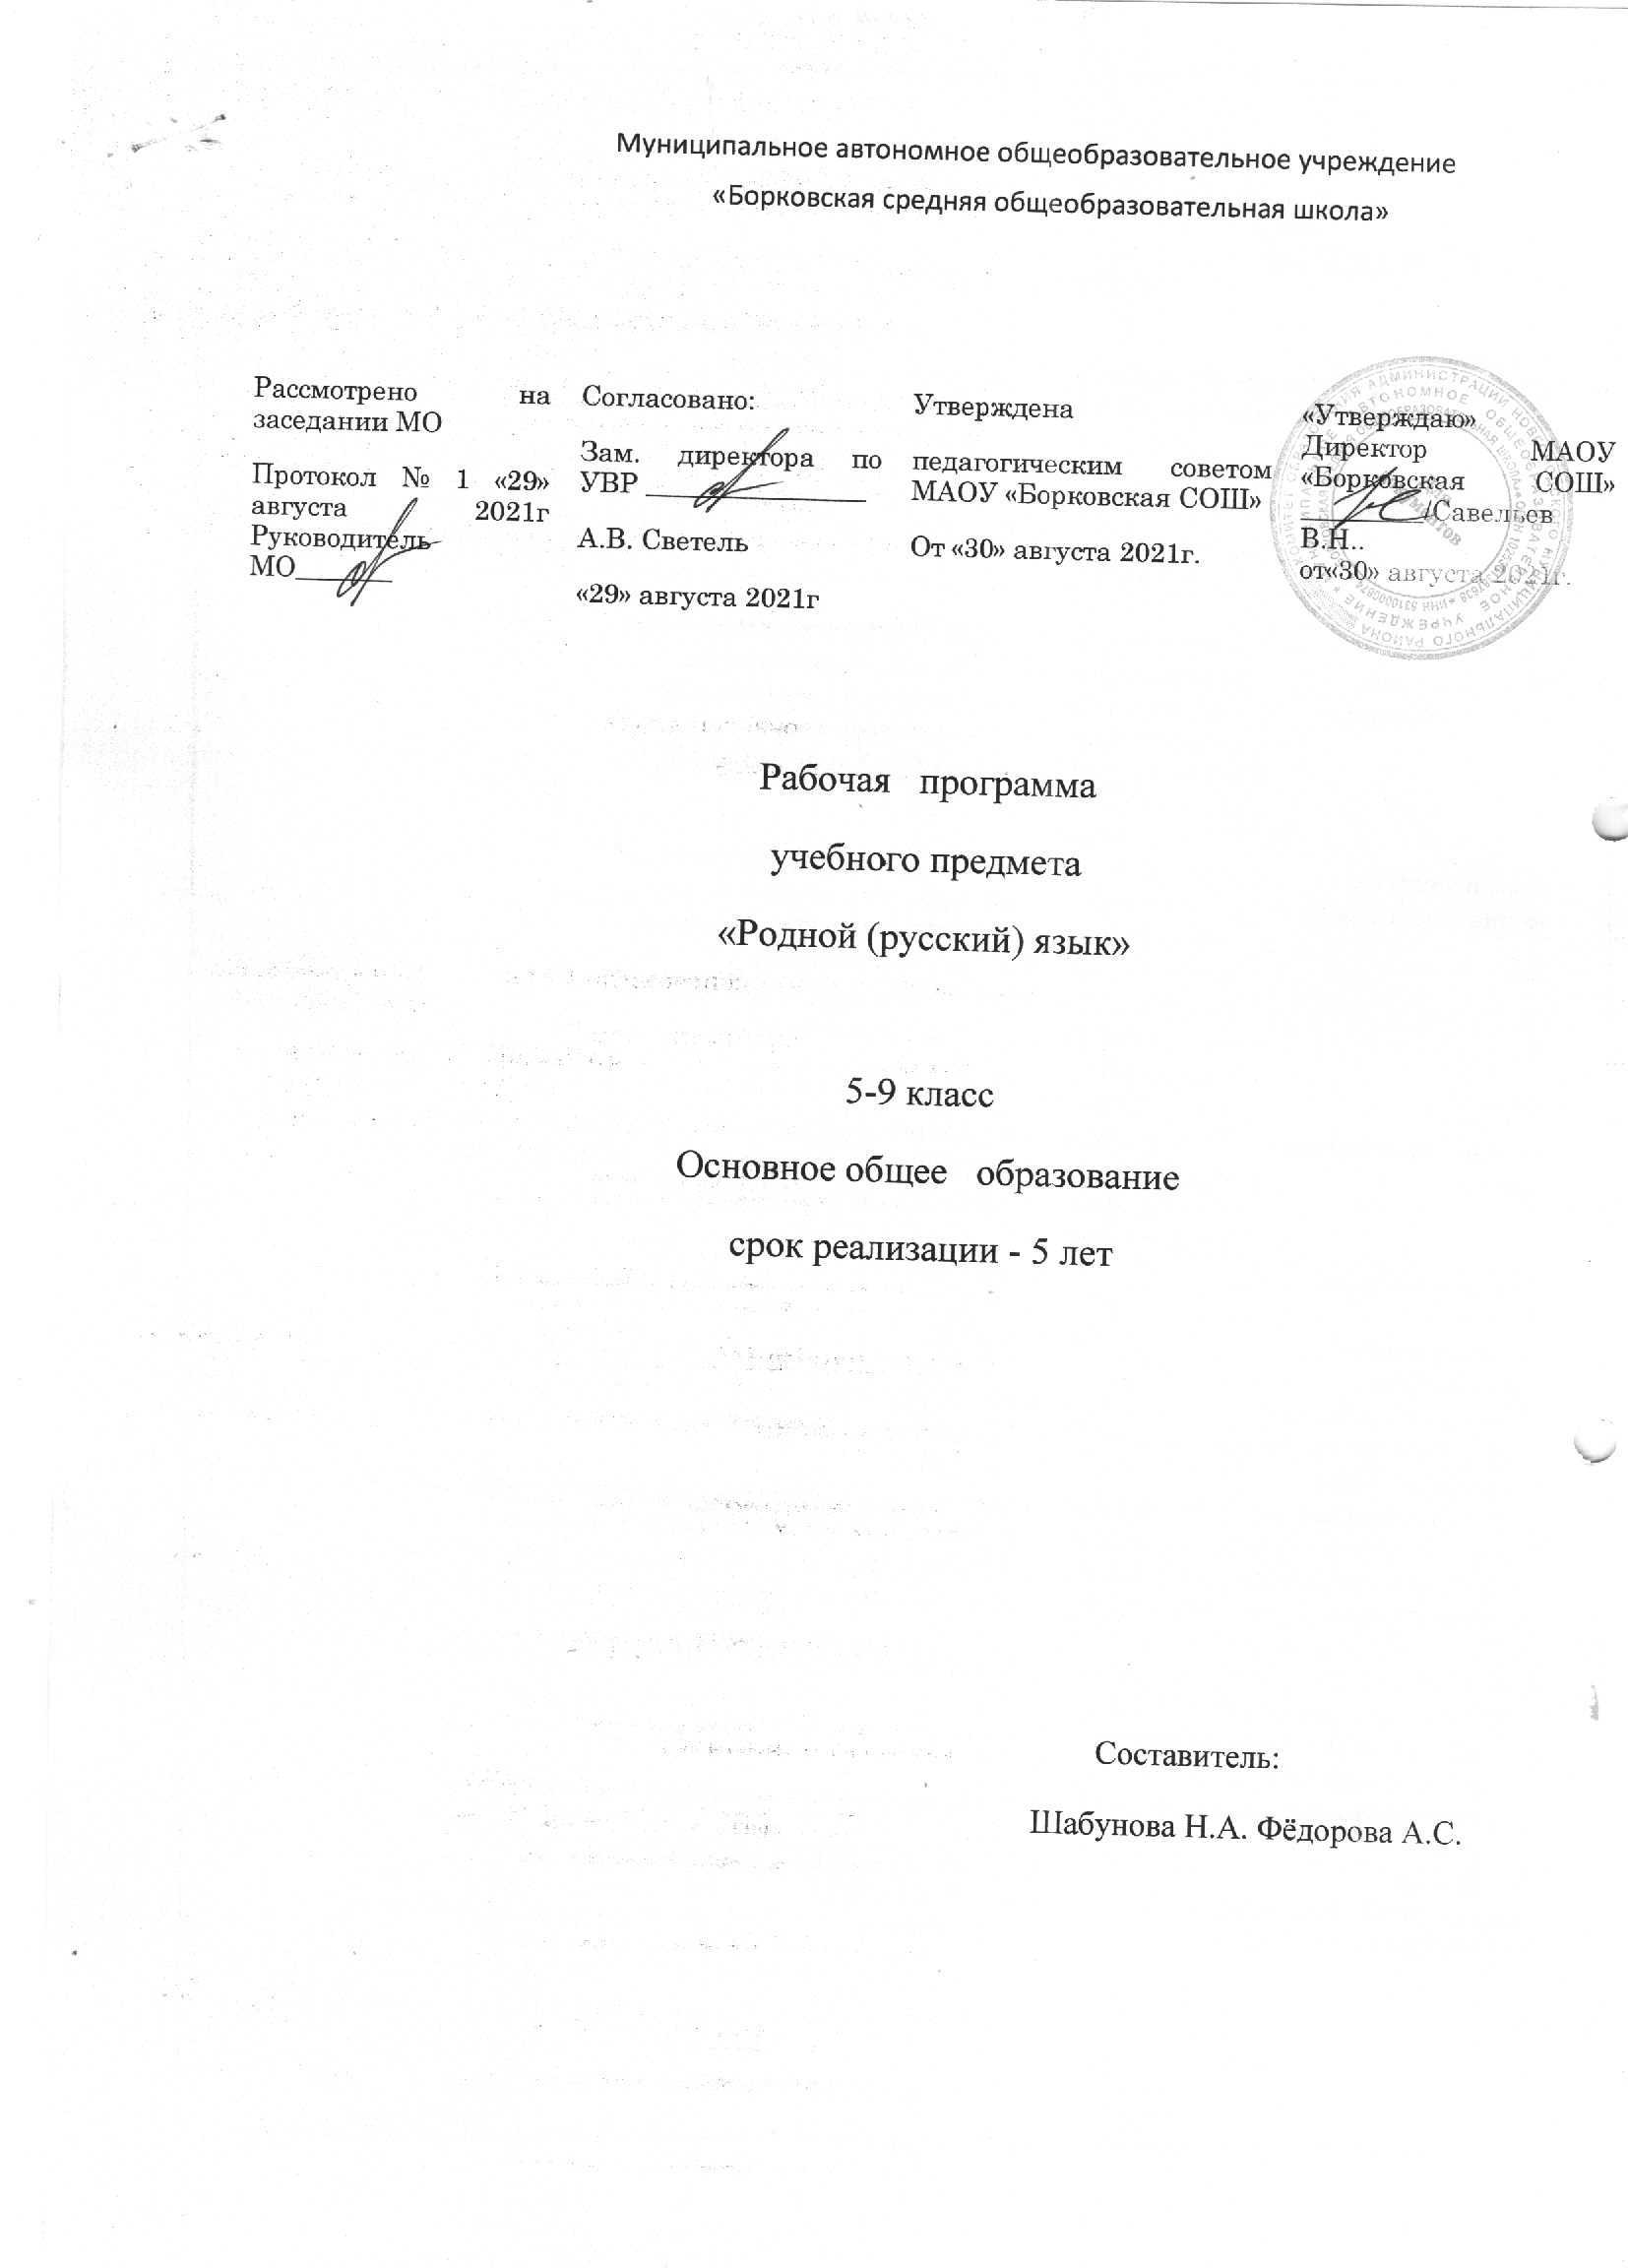 Муниципальное автономное общеобразовательное учреждение
«Борковская средняя общеобразовательная школа»
Рассмотрено на
заседании МО
Протокол № 1 «29»
августа 2021г
Руководитель
МО______
Согласовано:
Зам. директора по
УВР ______________
А.В. Светель
«29» августа 2021г
Утверждена
педагогическим советом
МАОУ «Борковская СОШ»
От «30» августа 2021г.
«Утверждаю»
Директор МАОУ
«Борковская СОШ»
________/Савельев
В.Н..
от«30» августа 2021г.
Рабочая программа
учебного предмета
«Родной (русский) язык»
5-9 класс
Основное общее образование
срок реализации - 5 лет
Составитель:
Шабунова Н.А. Фёдорова А.С.